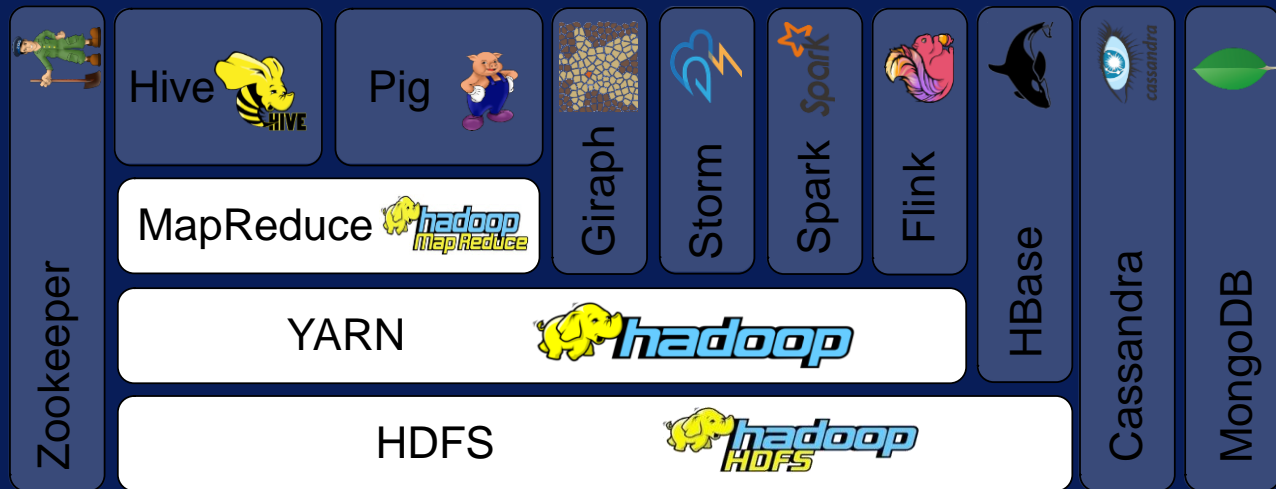 Hive
HIVE
Pig
Spark
cassandra
MapReduce
hadoop
Map Reduce
Giraph
Storm
Spark
Flink
YARN
hadoop
HBase
Zookeeper
HDFS
hadoop
HDFS
Cassandra
MongoDB